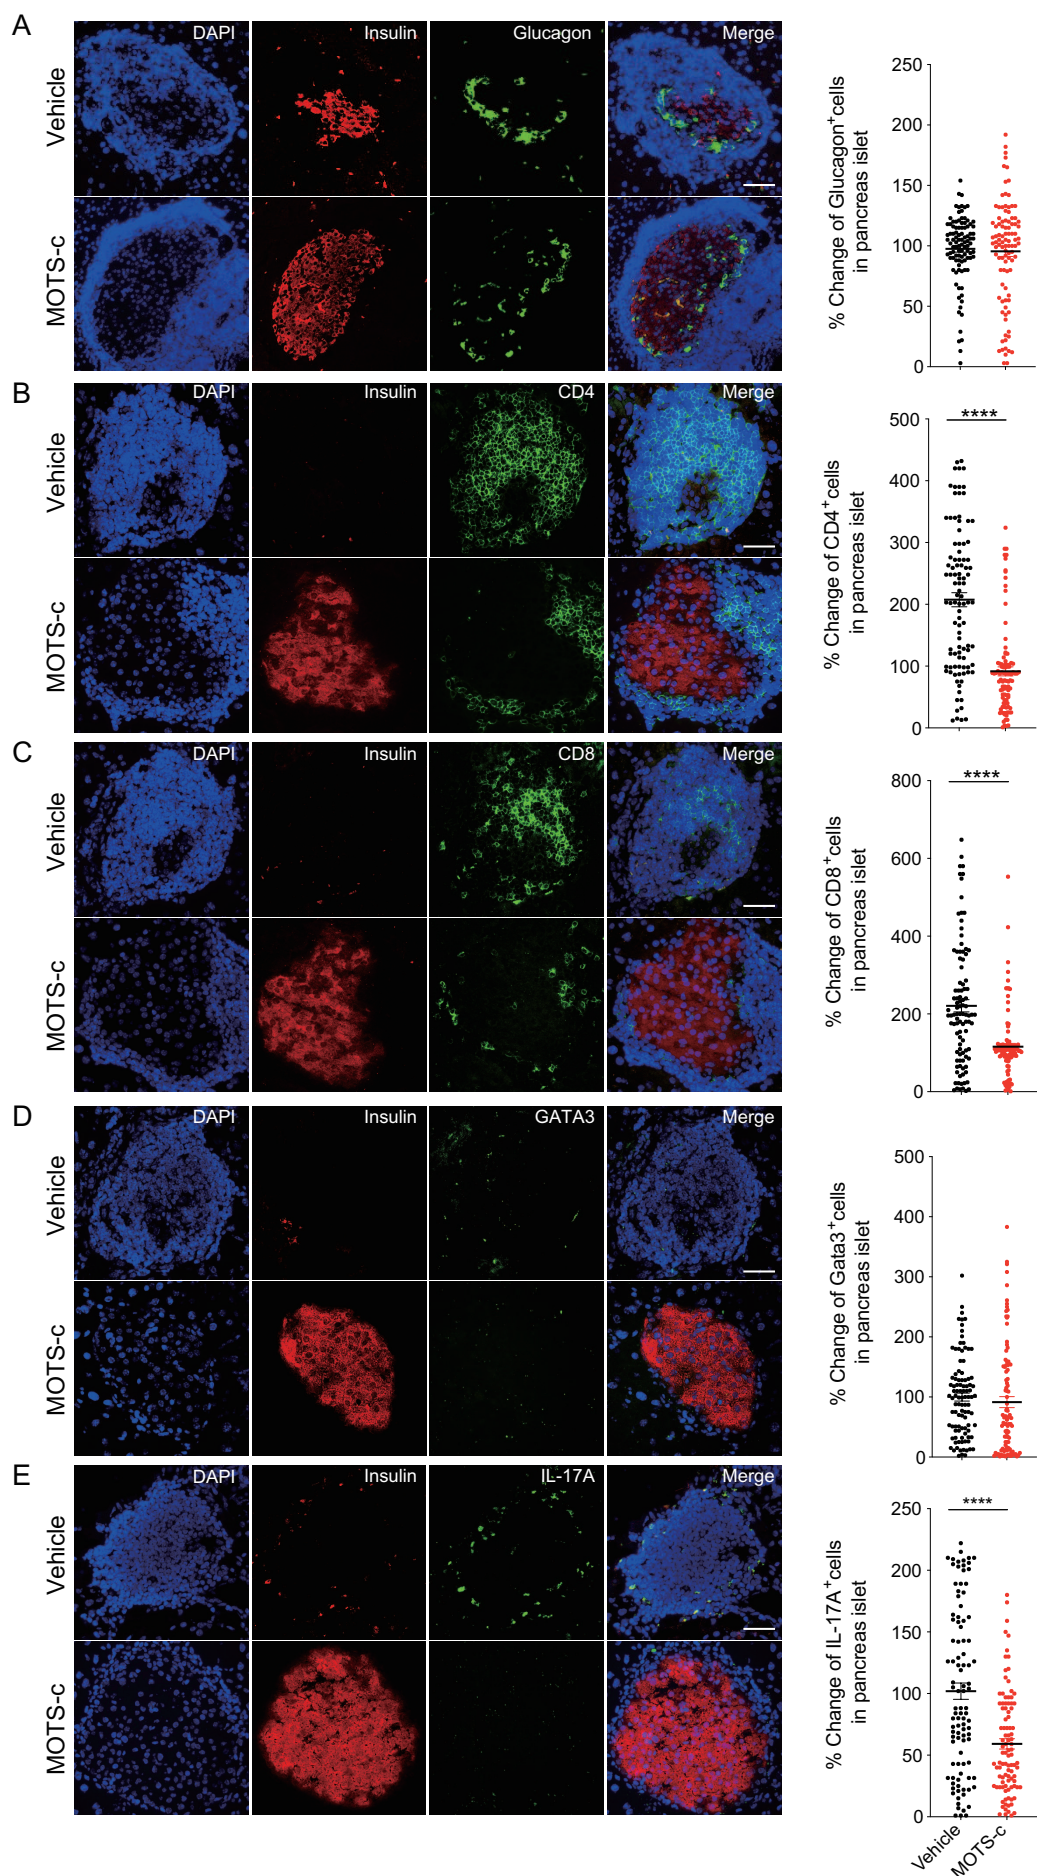 A
DAPI
Insulin
Glucagon
Merge
Vehicle
MOTS-c
% Change of Glucagon+cells
in pancreas islet
250
200
150
100
50
0
B
DAPI
Insulin
CD4
Merge
Vehicle
MOTS-c
% Change of CD4+cells
in pancreas islet
500
400
300
200
100
0
****
C
DAPI
Insulin
CD8
Merge
Vehicle
MOTS-c
% Change of CD8+cells
in pancreas islet
800
600
400
200
0
****
D
DAPI
Insulin
GATA3
Merge
Vehicle
MOTS-c
% Change of Gata3+cells
in pancreas islet
500
400
300
200
100
0
E
DAPI
Insulin
IL-17A
Merge
Vehicle
MOTS-c
% Change of IL-17A+cells
in pancreas islet
250
200
150
100
50
0
****
Vehicle
MOTS-c